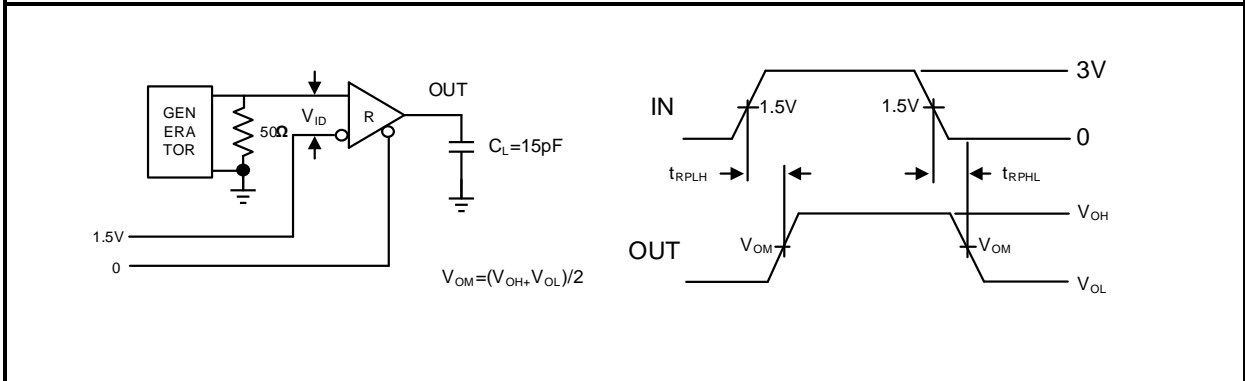 GEN
ERA
TOR
50Ω
V_ID
R
OUT
C_L=15pF
1.5V
0
V_OM=(V_OH+V_OL)/2
IN
1.5V
1.5V
3V
0
t_RPLH
t_RPHL
OUT
V_OM
V_OM
V_OH
V_OL